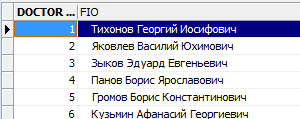 DOCTOR ... FIO
1 Тихонов Георгий Иосифович
2 Яковлев Василий Юхимович
3 Зыков Эдуард Евгеньевич
4 Панов Борис Ярославович
5 Громов Борис Константинович
6 Кузьмин Афанасий Георгиевич